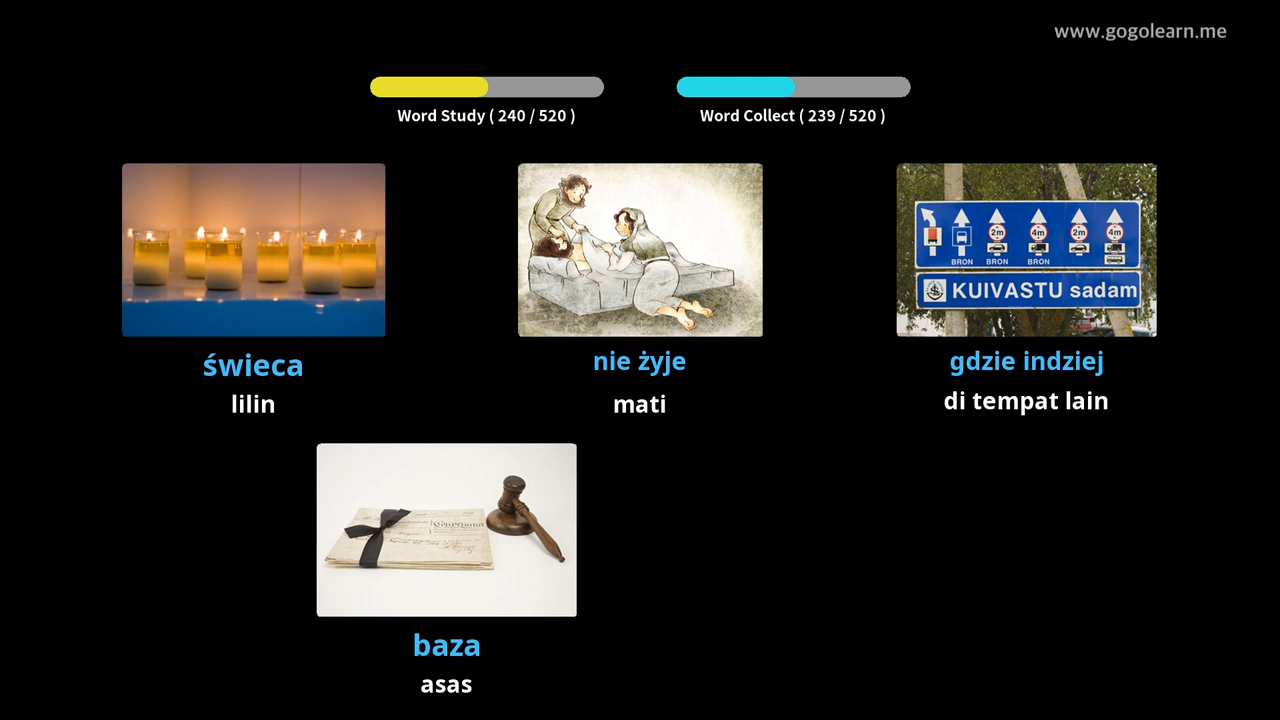 www.gogolearn.me
Word Study ( 240 / 520 )
Word Collect ( 239 / 520 )
BRON
BRON
BRON
2m
4m
2m
4m
KUIVASTU sadam
świeca
lilin
nie żyje
mati
gdzie indziej
di tempat lain
baza
asas